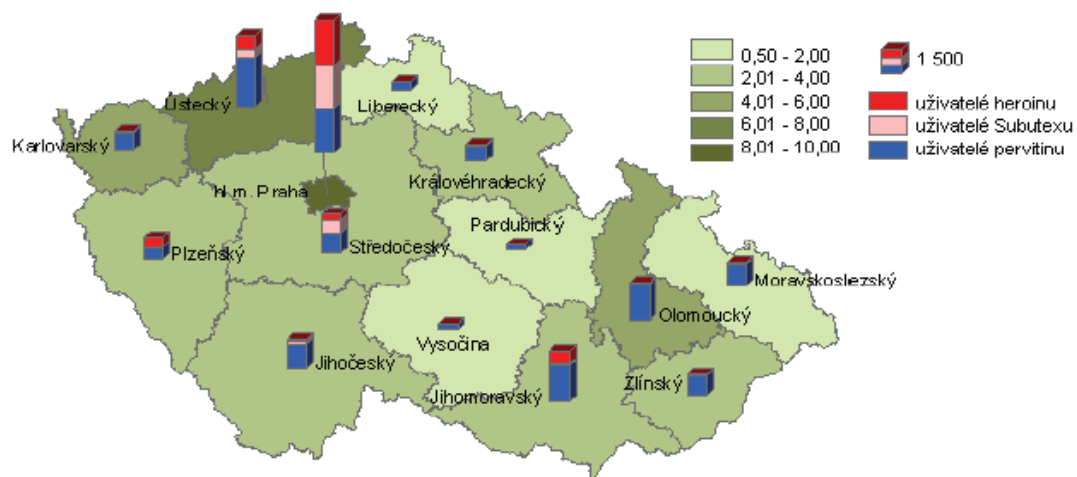 0,50 - 2,00
2,01 - 4,00
4,01 - 6,00
6,01 - 8,00
8,01 - 10,00
1 500
uživatelé heroinu
uživatelé Subutexu
uživatelé pervitinu
Ústecký
Liberecký
Karlovarský
Královéhradecký
hl.m. Praha
Pardubický
Plzeňský
Středočeský
Moravskoslezský
Olomoucký
Vysočina
Jihočeský
Zlínský
Jihomoravský